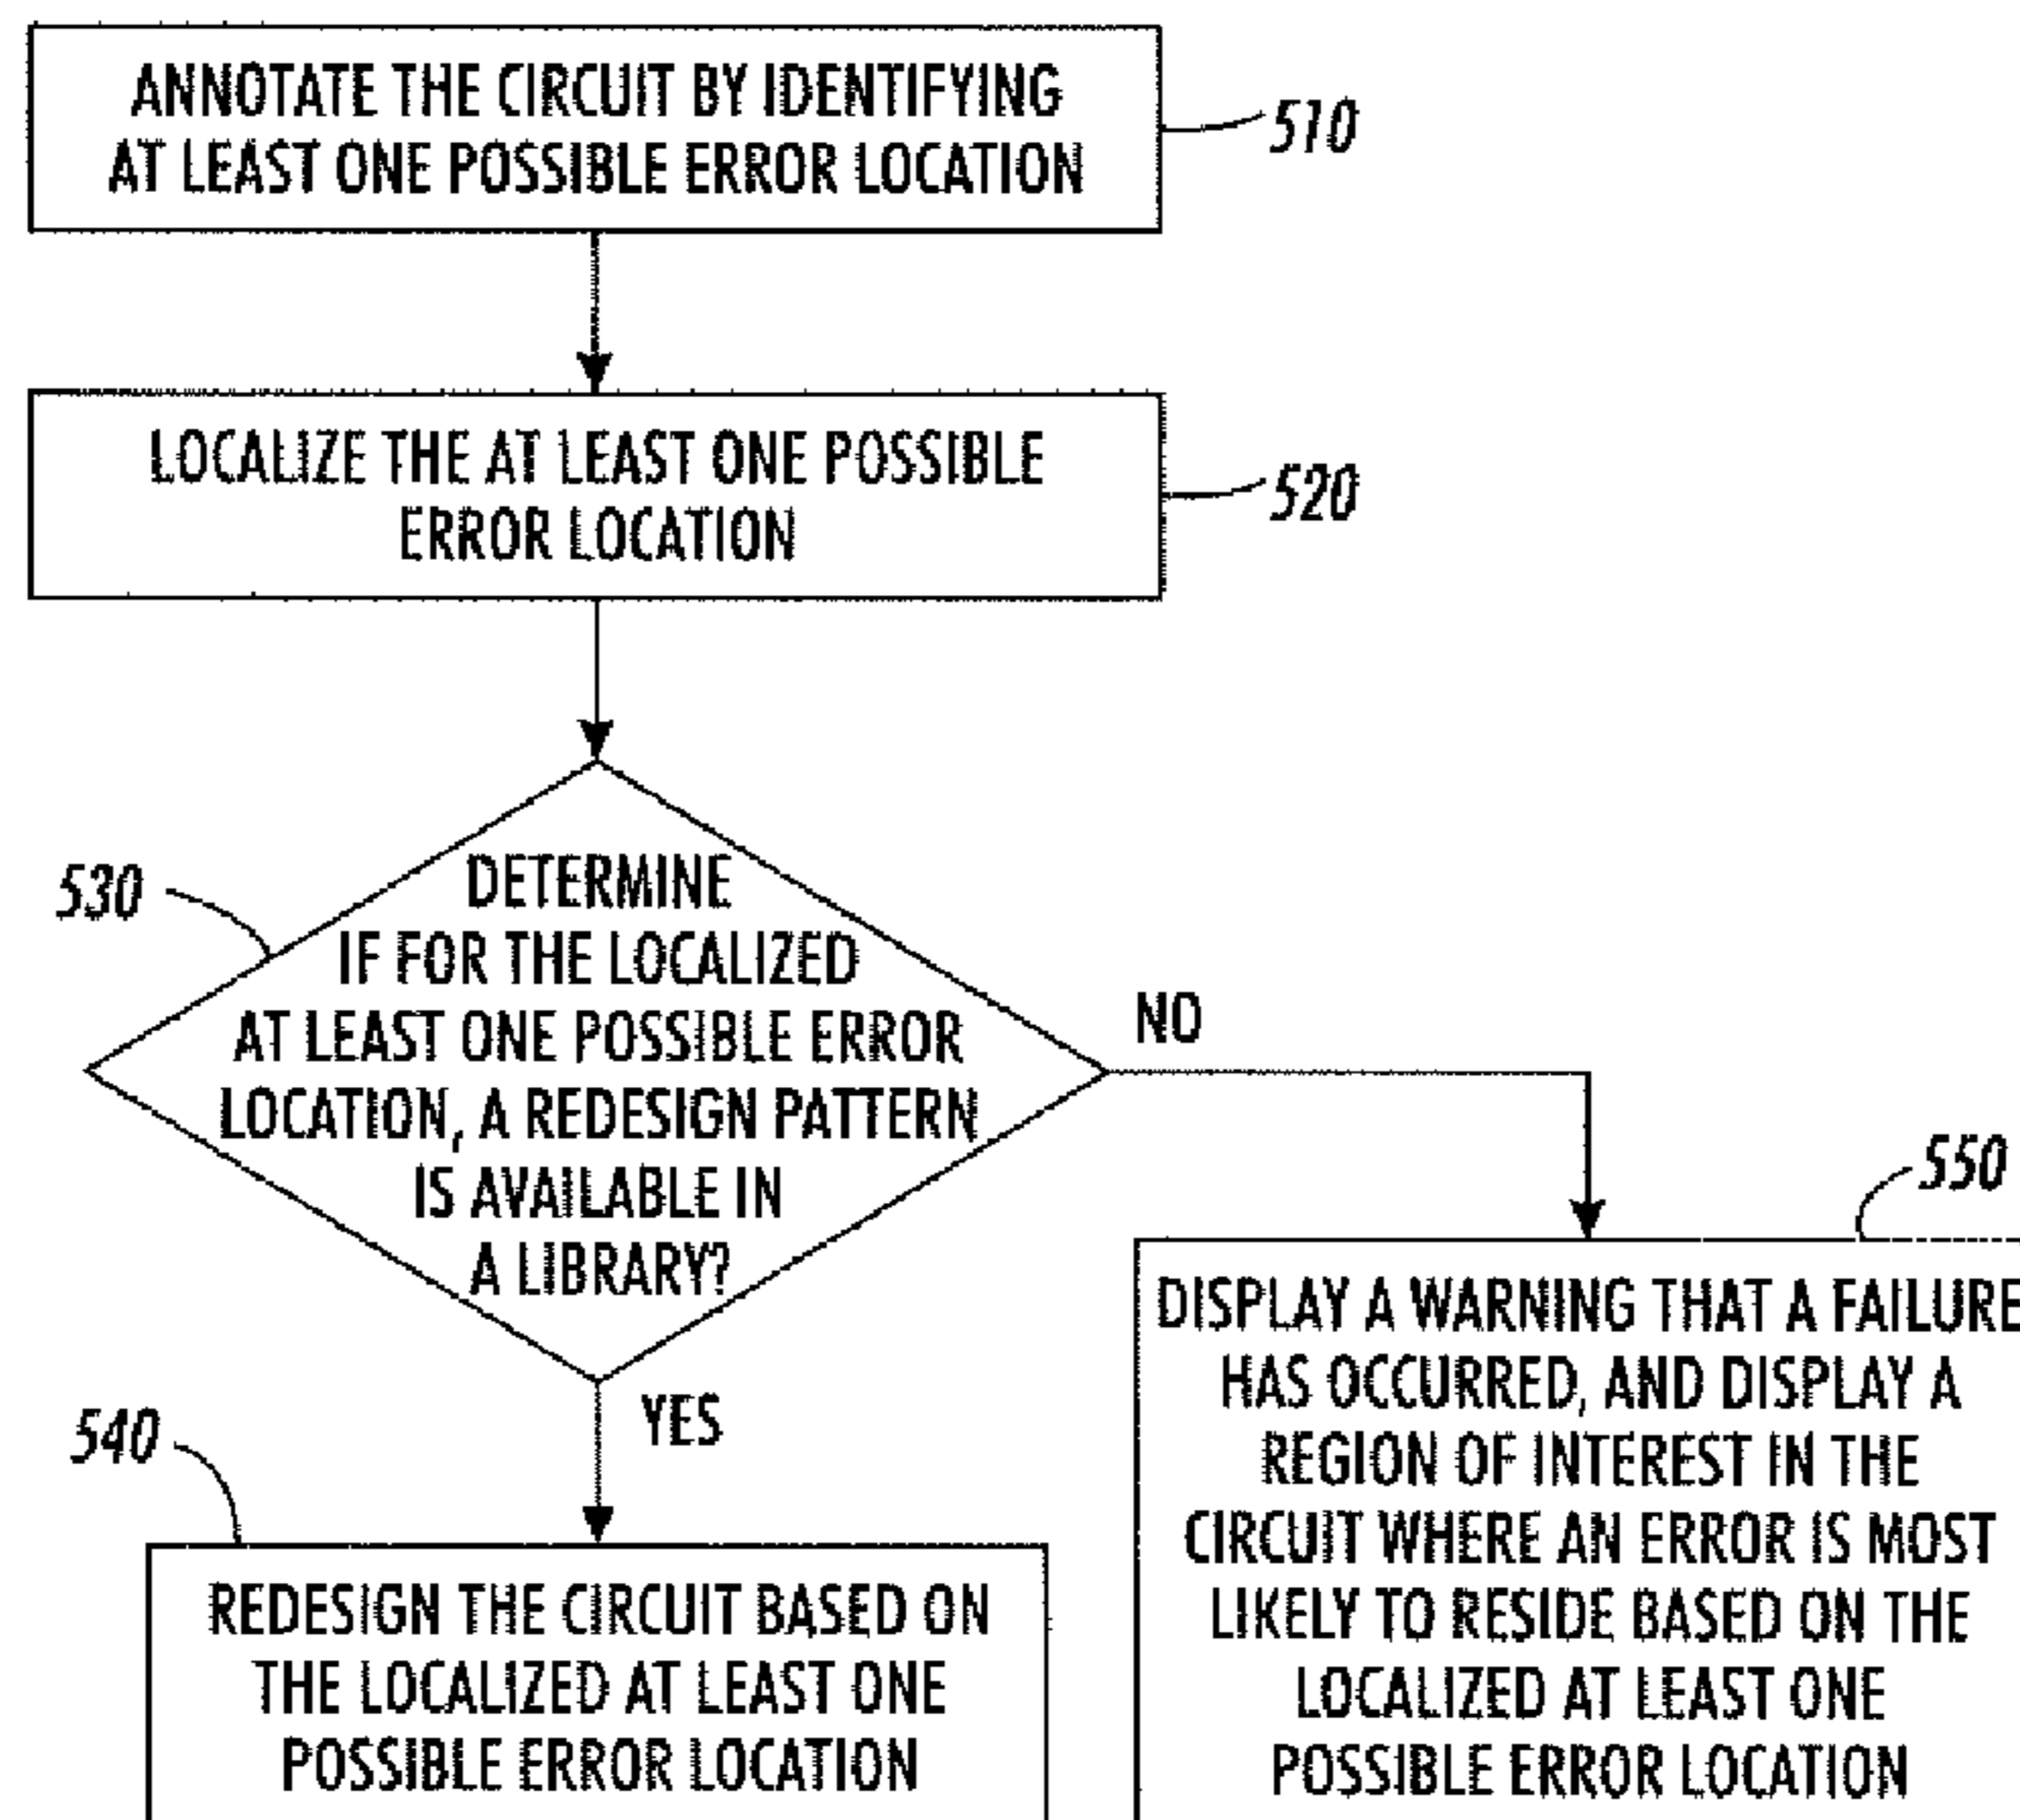 ANNOTATE THE CIRCUIT BY IDENTIFYING
AT LEAST ONE POSSIBLE ERROR LOCATION
510
LOCALIZE THE AT LEAST ONE POSSIBLE
ERROR LOCATION
520
530
DETERMINE
IF FOR THE LOCALIZED
AT LEAST ONE POSSIBLE ERROR
LOCATION, A REDESIGN PATTERN
IS AVAILABLE IN
A LIBRARY?
NO
YES
540
REDESIGN THE CIRCUIT BASED ON
THE LOCALIZED AT LEAST ONE
POSSIBLE ERROR LOCATION
550
DISPLAY A WARNING THAT A FAILURE
HAS OCCURRED, AND DISPLAY A
REGION OF INTEREST IN THE
CIRCUIT WHERE AN ERROR IS MOST
LIKELY TO RESIDE BASED ON THE
LOCALIZED AT LEAST ONE
POSSIBLE ERROR LOCATION